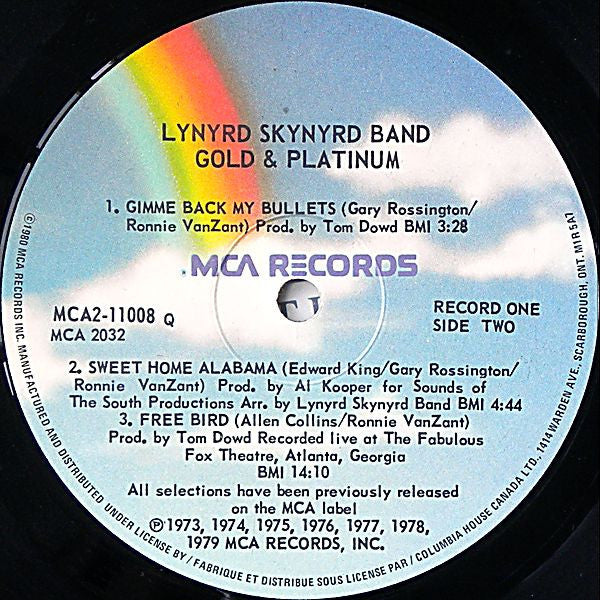 LYNYRD SKYNYRD BAND
GOLD & PLATINUM
1. GIMME BACK MY BULLETS (Gary Rossington/
Ronnie VanZant) Prod. by Tom Dowd BMI 3:28
MCA RECORDS
MCA2-11008 Q
MCA 2032
RECORD ONE
SIDE TWO
2. SWEET HOME ALABAMA (Edward King/Gary Rossington/
Ronnie VanZant) Prod. by Al Kooper for Sounds of
The South Productions Arr. by Lynyrd Skynyrd Band BMI 4:44
3. FREE BIRD (Allen Collins/Ronnie VanZant)
Prod. by Tom Dowd Recorded live at The Fabulous
Fox Theatre, Atlanta, Georgia
BMI 14:10
All selections have been previously released
on the MCA label
℗1973, 1974, 1975, 1976, 1977, 1978,
1979 MCA RECORDS, INC.
©1980 MCA RECORDS INC. MANUFACTURED AND DISTRIBUTED UNDER LICENSE BY / FABRIQUE ET DISTRIBUE SOUS LICENSE PAR / COLUMBIA HOUSE CANADA LTD., 1414 WARDEN AVE., SCARBOROUGH, ONT. M1R 5A7